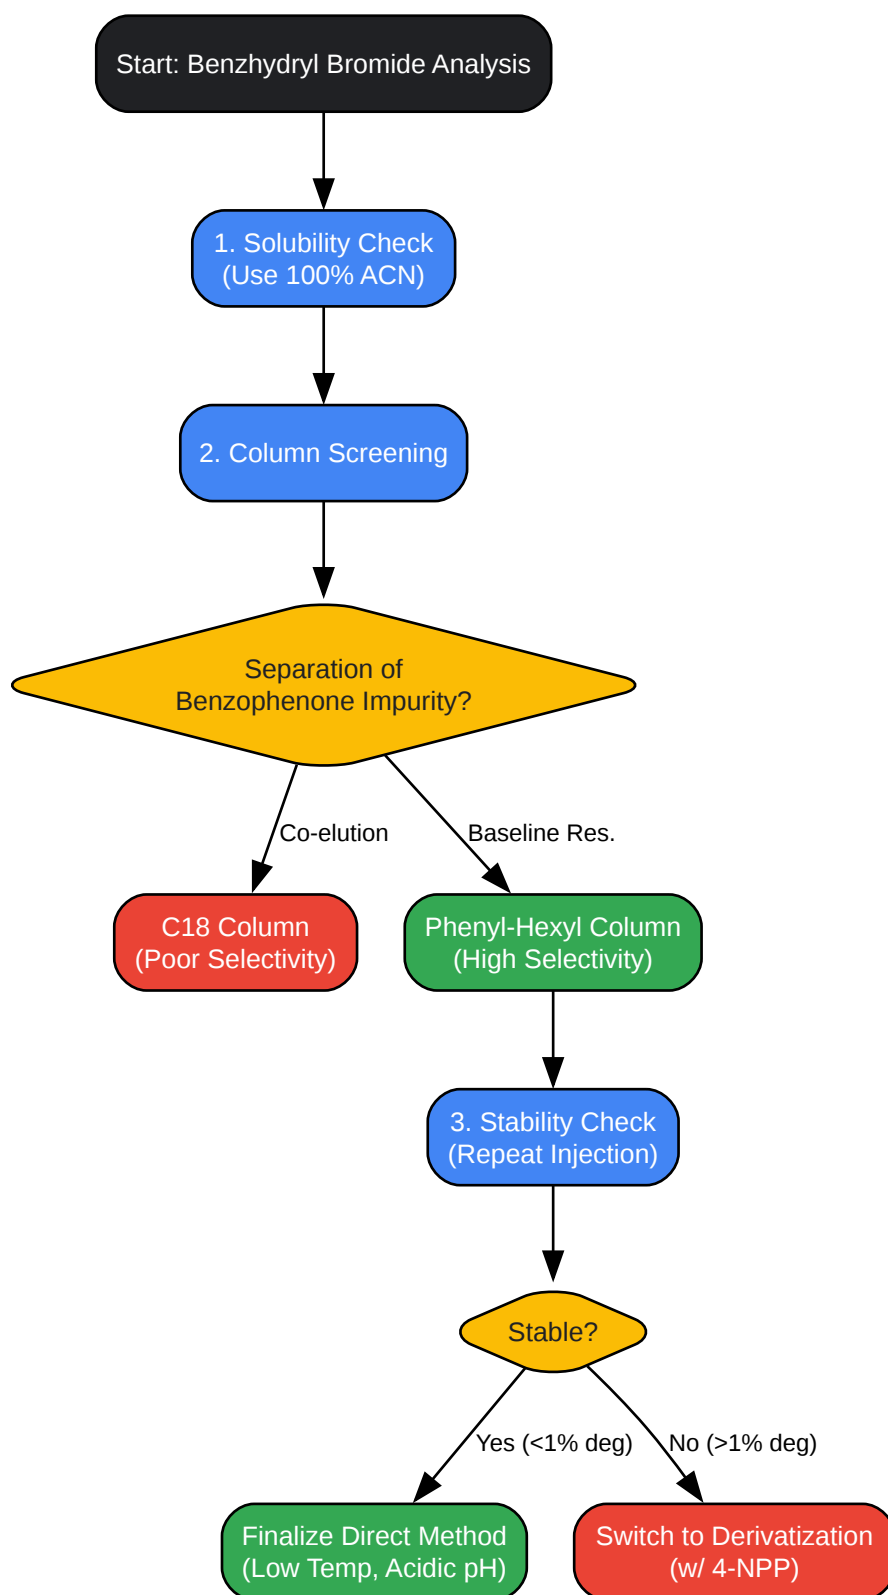 Start: Benzhydryl Bromide Analysis
1. Solubility Check
(Use 100% ACN)
2. Column Screening
Separation of
Benzophenone Impurity?
Co-elution
Baseline Res.
C18 Column
(Poor Selectivity)
Phenyl-Hexyl Column
(High Selectivity)
3. Stability Check
(Repeat Injection)
Stable?
Yes (<1% deg)
No (>1% deg)
Finalize Direct Method
(Low Temp, Acidic pH)
Switch to Derivatization
(w/ 4-NPP)